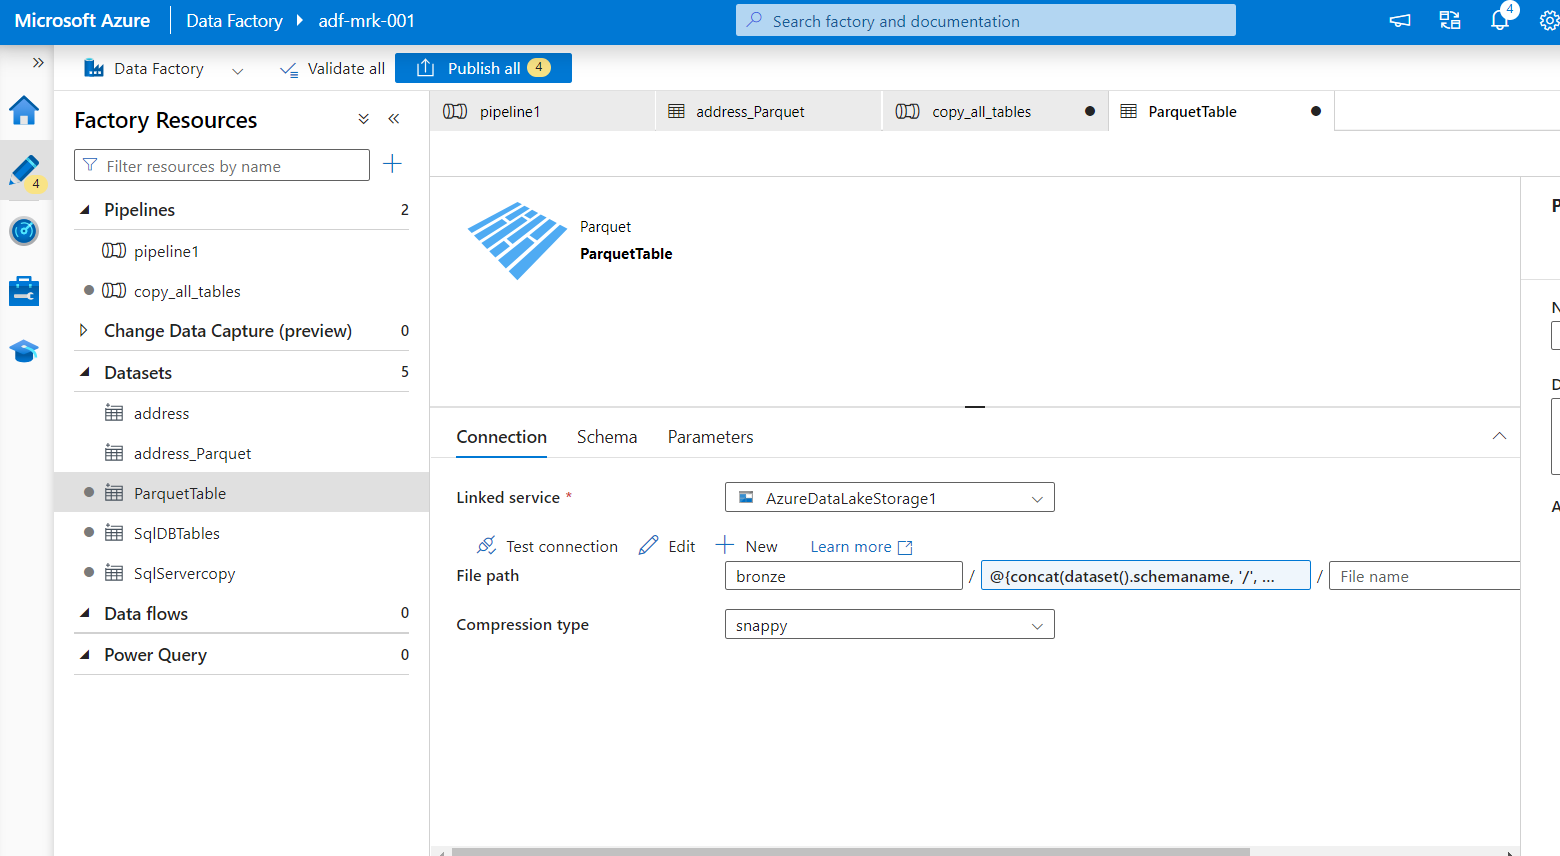 Microsoft Azure
Data Factory
adf-mrk-001
Search factory and documentation
4
Data Factory
Validate all
Publish all 4
4
Factory Resources
Filter resources by name
Pipelines 2
pipeline1
copy_all_tables
Change Data Capture (preview) 0
Datasets 5
address
address_Parquet
ParquetTable
SqlDBTables
SqlServercopy
Data flows 0
Power Query 0
pipeline1
address_Parquet
copy_all_tables
ParquetTable
Parquet
ParquetTable
Connection
Schema
Parameters
Linked service *
AzureDataLakeStorage1
Test connection
Edit
New
Learn more
File path
bronze / @{concat(dataset().schemaname, '/', ... / File name
Compression type
snappy
P
N
D
A